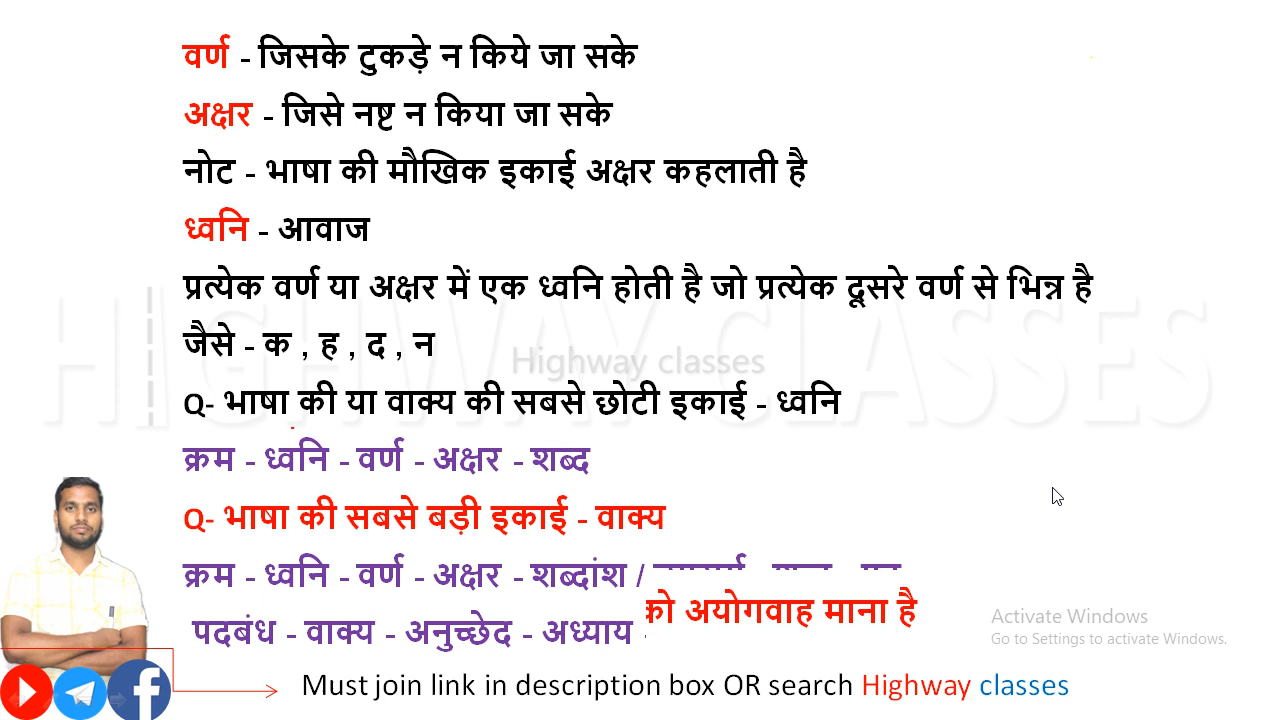 वर्ण - जिसके टुकड़े न किये जा सके
अक्षर - जिसे नष्ट न किया जा सके
नोट - भाषा की मौखिक इकाई अक्षर कहलाती है
ध्वनि - आवाज
प्रत्येक वर्ण या अक्षर में एक ध्वनि होती है जो प्रत्येक दूसरे वर्ण से भिन्न है
HIGHWAY CLASSES
जैसे - क , ह , द , न
Highway classes
Q- भाषा की या वाक्य की सबसे छोटी इकाई - ध्वनि
क्रम - ध्वनि - वर्ण - अक्षर - शब्द
Q- भाषा की सबसे बड़ी इकाई - वाक्य
क्रम - ध्वनि - वर्ण - अक्षर - शब्दांश /
को अयोगवाह माना है
पदबंध - वाक्य - अनुच्छेद - अध्याय
Activate Windows
Go to Settings to activate Windows.
Must join link in description box OR search Highway classes